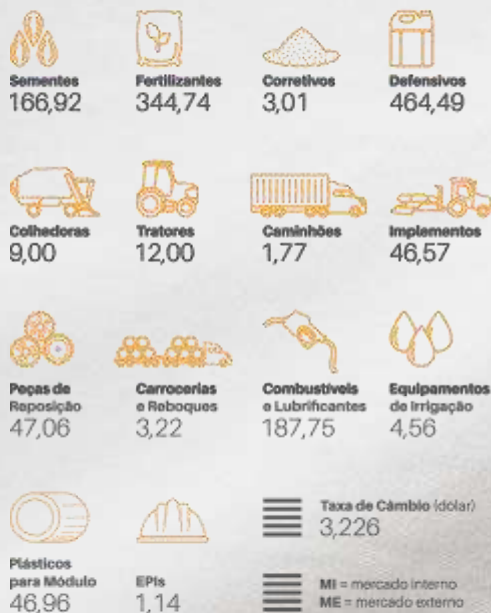 Sementes
166,92
Fertilizantes
344,74
Corretivos
3,01
Defensivos
464,49
Colhedoras
9,00
Tratores
12,00
Caminhões
1,77
Implementos
46,57
Peças de
Reposição
47,06
Carrocerias
e Reboques
3,22
Combustíveis
e Lubrificantes
187,75
Equipamentos
de Irrigação
4,56
Plásticos
para Módulo
46,96
EPIs
1,14
Taxa de Câmbio (dólar)
3,226
MI = mercado interno
ME = mercado externo